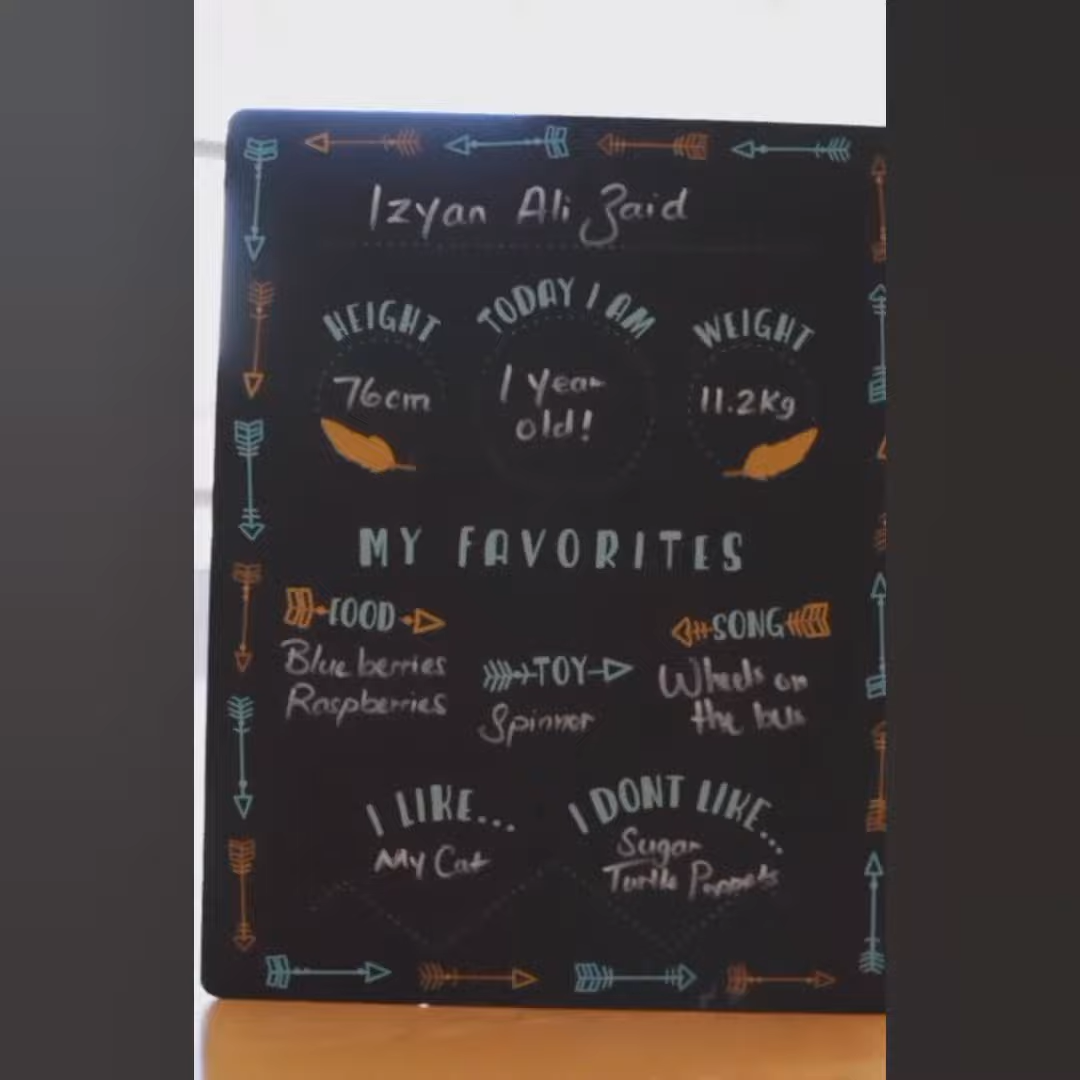 Izyan Ali Zaid
HEIGHT
76cm
TODAY I AM
1 Year
old!
WEIGHT
11.2Kg
MY FAVORITES
FOOD
Blueberries
Raspberries
TOY
Spinner
SONG
Wheels on
the bus
I LIKE...
My Cat
I DONT LIKE...
Sugar
Turtle Puppets